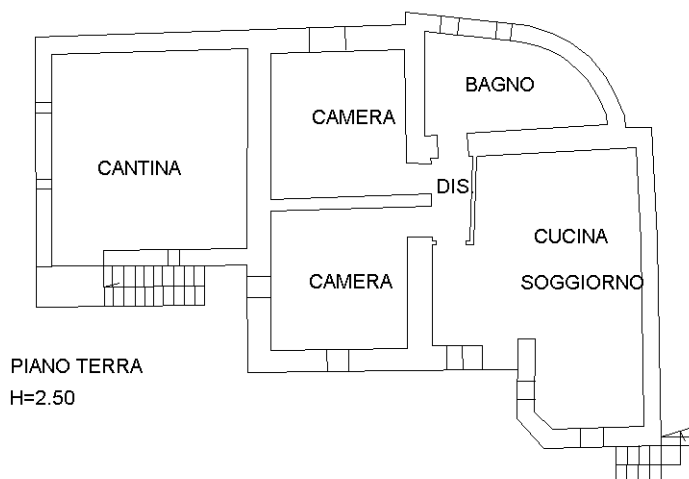 BAGNO
CAMERA
CANTINA
DIS.
CUCINA
SOGGIORNO
CAMERA
PIANO TERRA
H=2.50